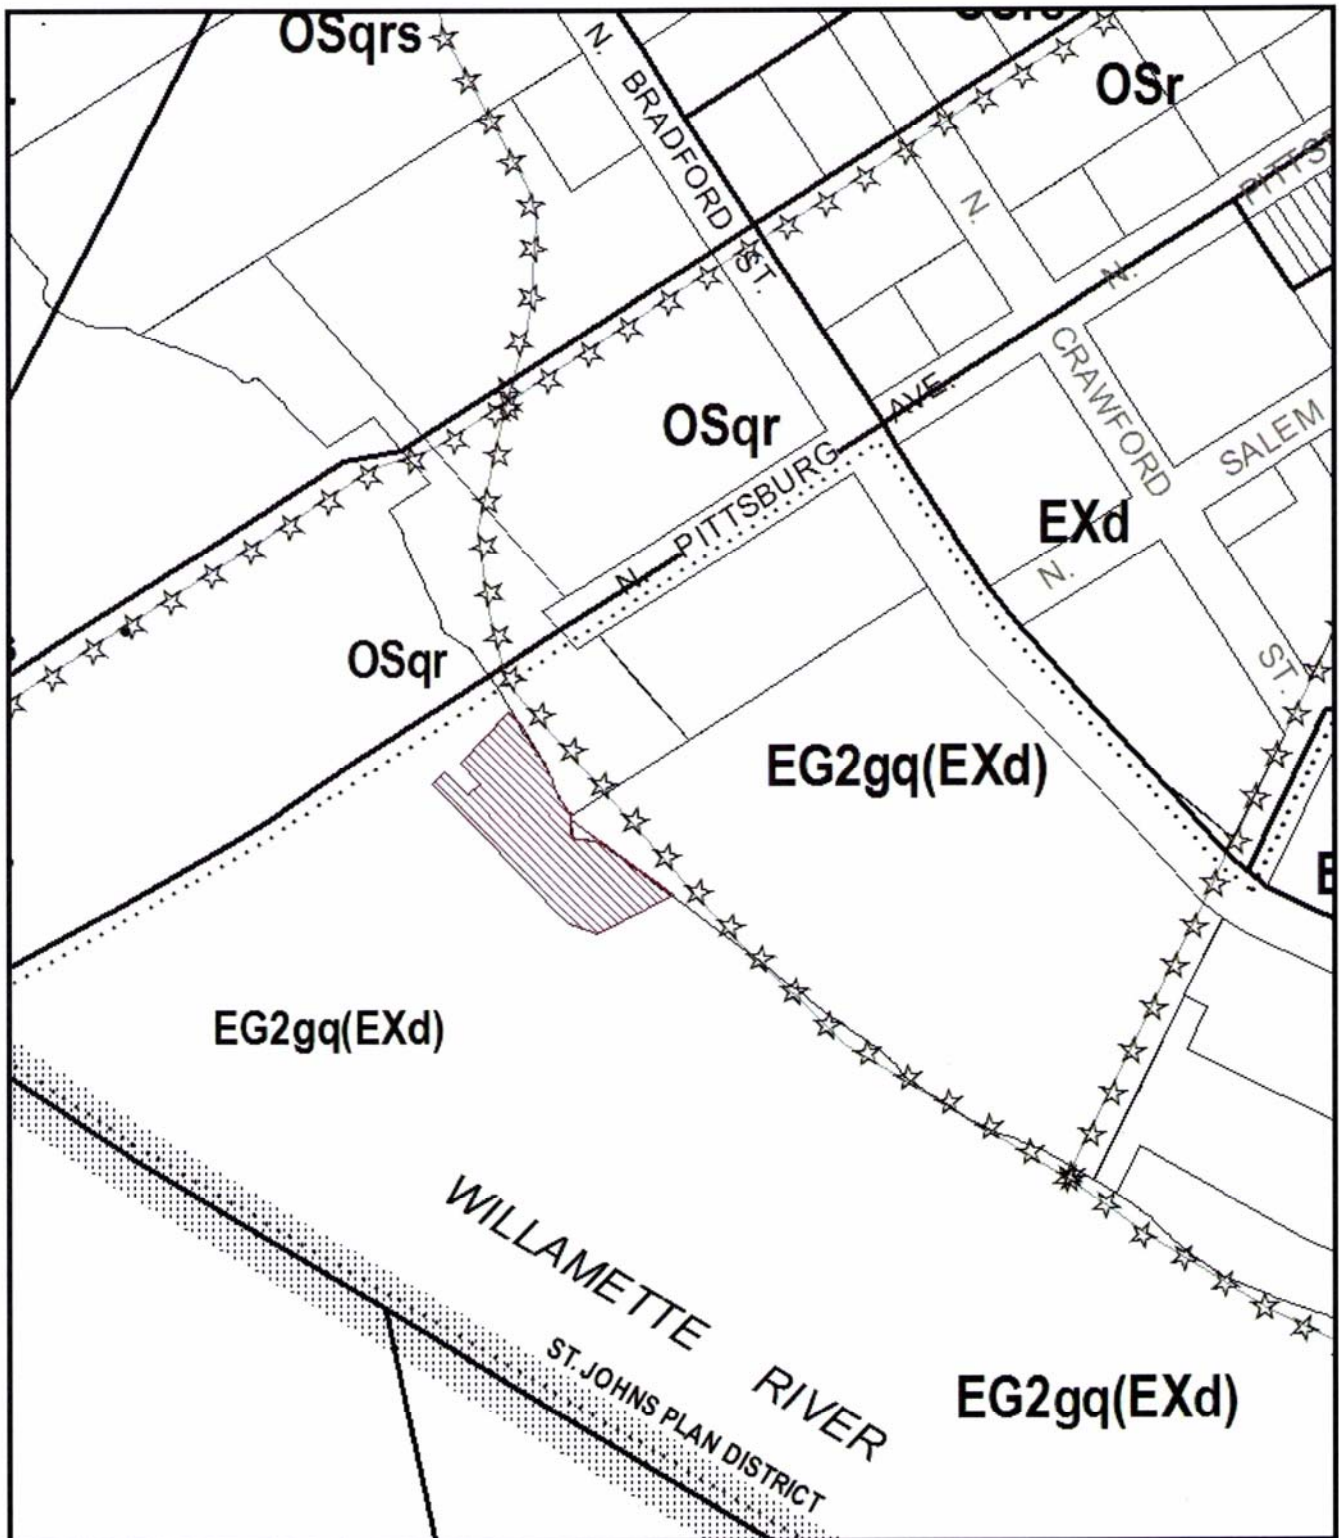 OSqrs
N. BRADFORD ST.
OSr
N. CRAWFORD ST.
N. PITTSBURG AVE.
N.
OSqr
N. SALEM
EXd
OSqr
EG2gq(EXd)
EG2gq(EXd)
WILLAMETTE RIVER
ST. JOHNS PLAN DISTRICT
EG2gq(EXd)